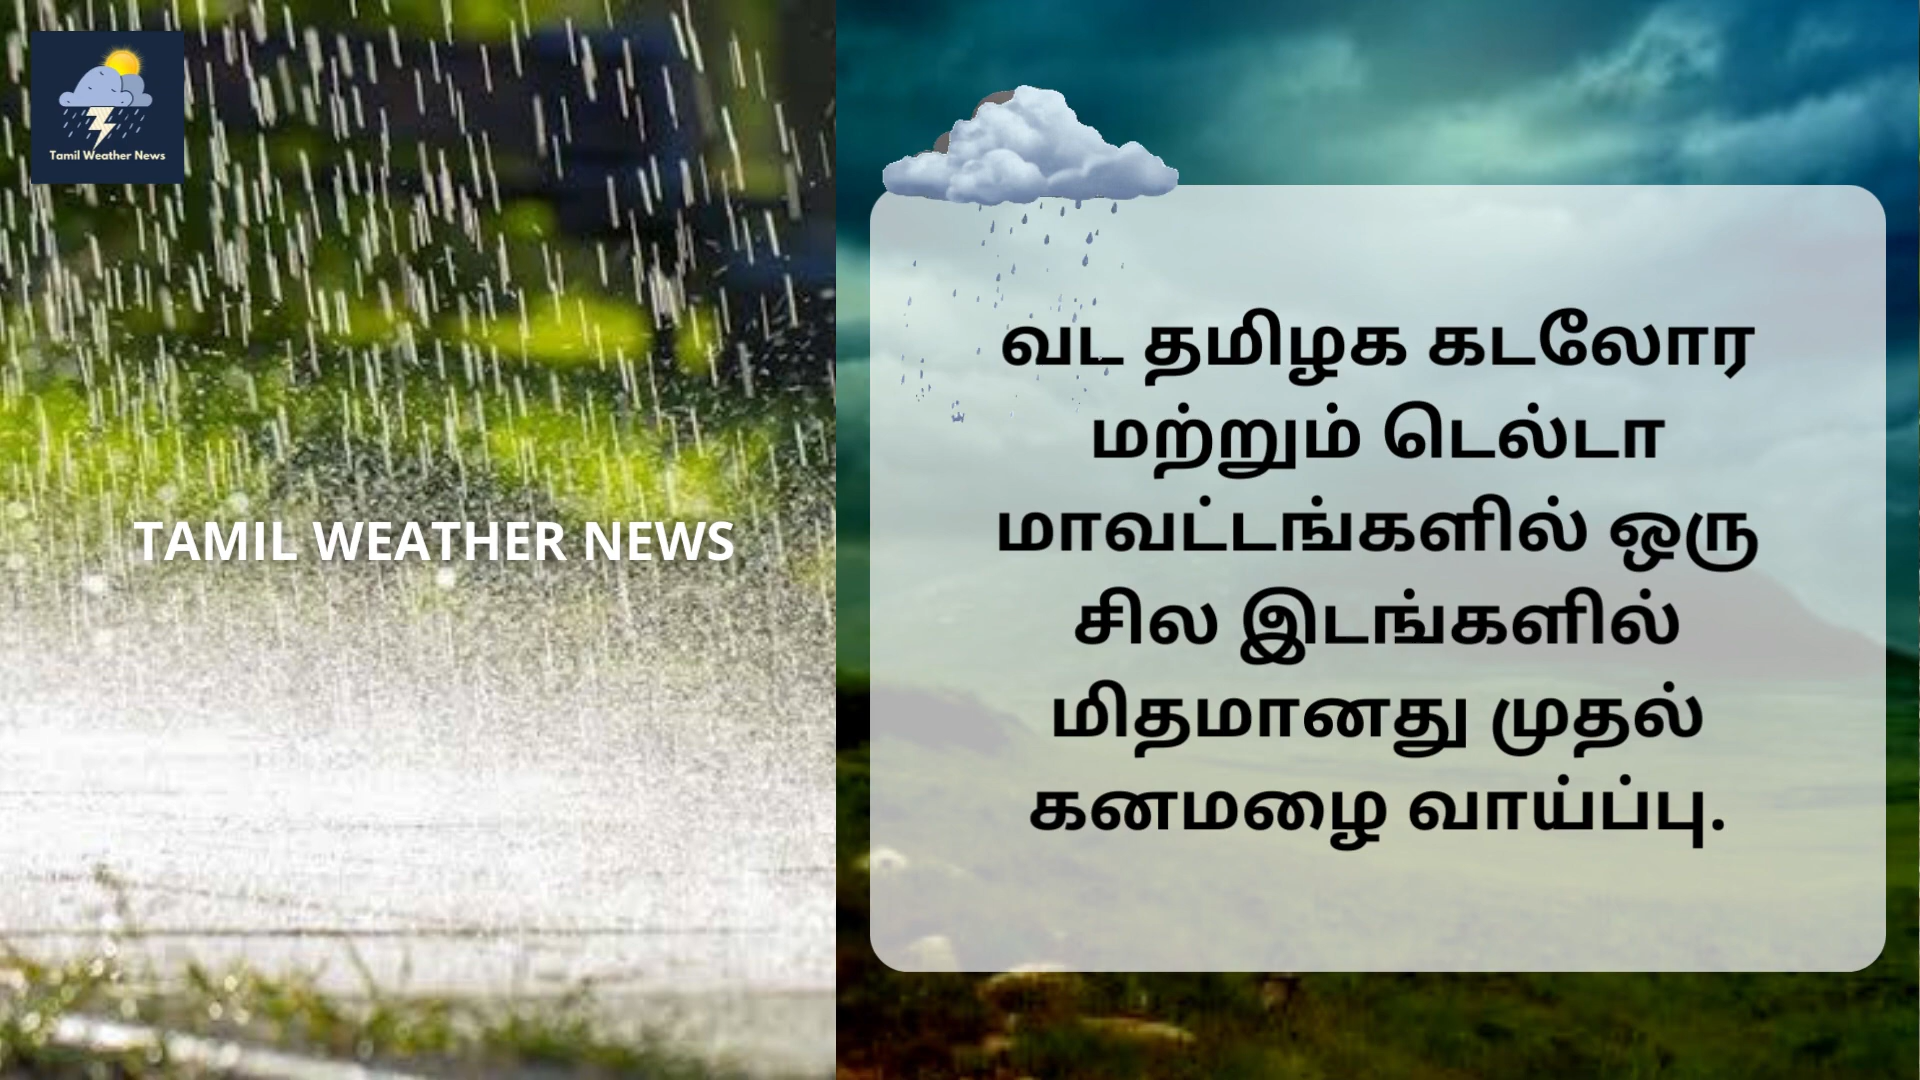 Tamil Weather News
TAMIL WEATHER NEWS
வட தமிழக கடலோர
மற்றும் டெல்டா
மாவட்டங்களில் ஒரு
சில இடங்களில்
மிதமானது முதல்
கனமழை வாய்ப்பு.